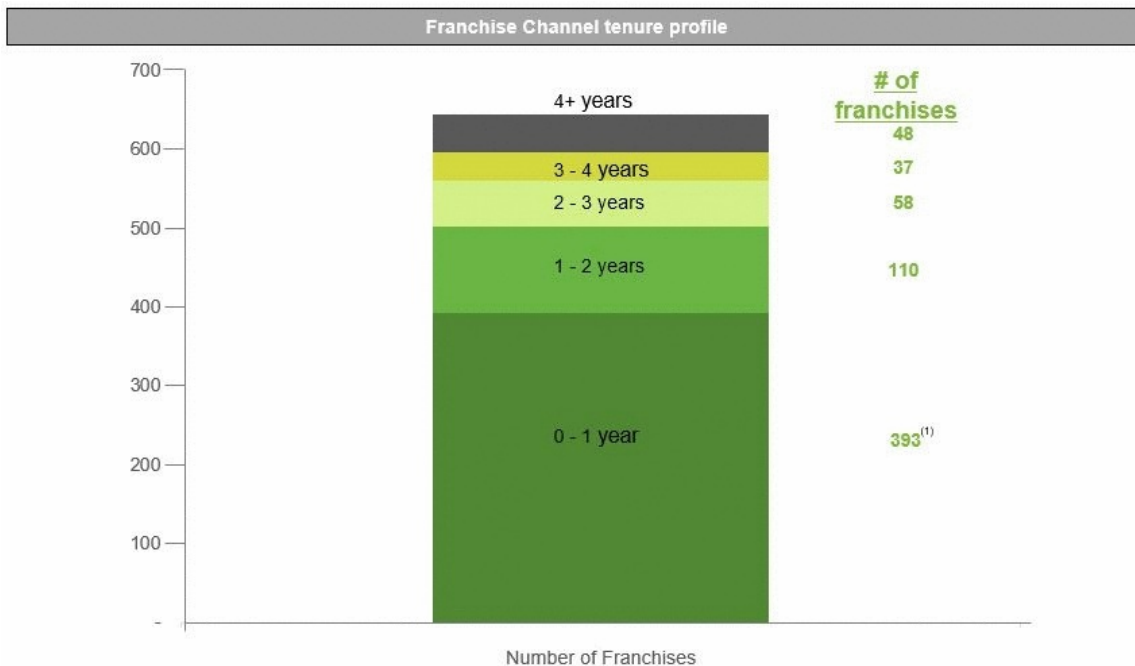 Franchise Channel tenure profile
700
600
500
400
300
200
100
-
4+ years
3 - 4 years
2 - 3 years
1 - 2 years
0 - 1 year
# of
franchises
48
37
58
110
393(1)
Number of Franchises